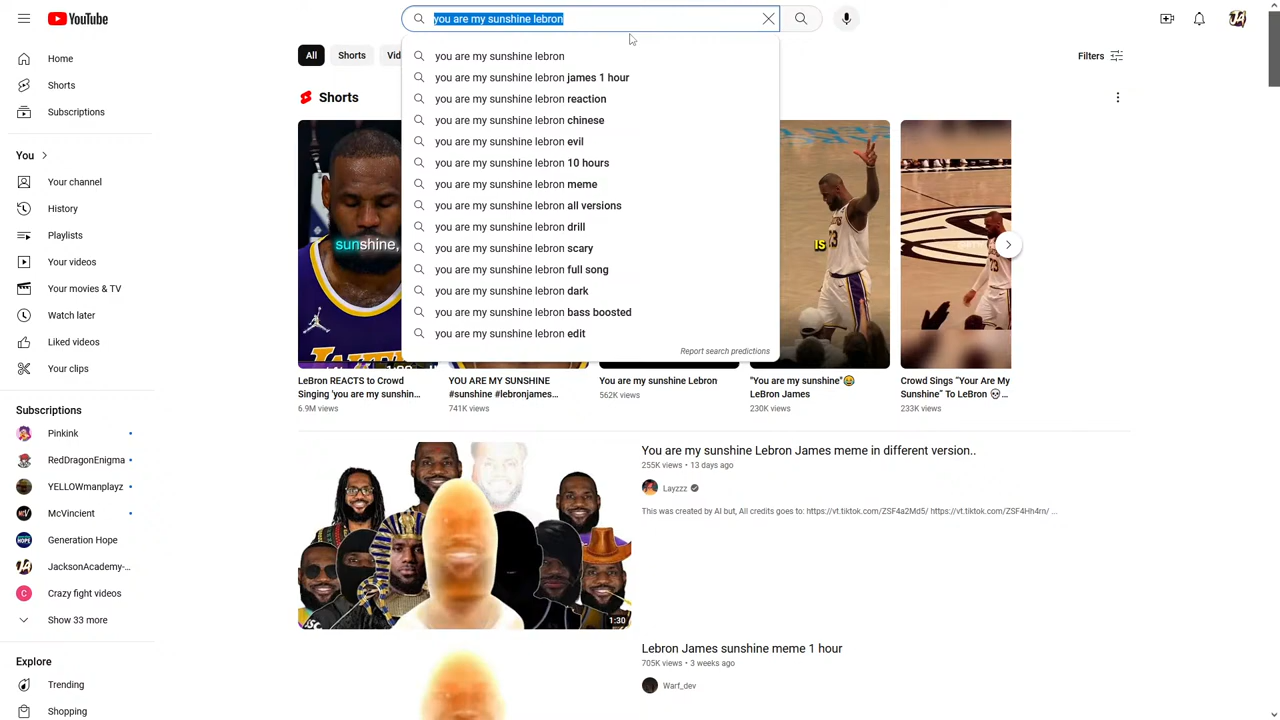 YouTube
you are my sunshine lebron
Home
Shorts
Subscriptions
You
Your channel
History
Playlists
Your videos
Your movies & TV
Watch later
Liked videos
Your clips
Subscriptions
Pinkink
RedDragonEnigma
YELLOWmanplayz
McVincient
Generation Hope
JacksonAcademy-...
Crazy fight videos
Show 33 more
Explore
Trending
Shopping
All
Shorts
Vid
Filters
Shorts
you are my sunshine lebron
you are my sunshine lebron james 1 hour
you are my sunshine lebron reaction
you are my sunshine lebron chinese
you are my sunshine lebron evil
you are my sunshine lebron 10 hours
you are my sunshine lebron meme
you are my sunshine lebron all versions
you are my sunshine lebron drill
you are my sunshine lebron scary
you are my sunshine lebron full song
you are my sunshine lebron dark
you are my sunshine lebron bass boosted
you are my sunshine lebron edit
Report search predictions
sunshine,
IS
LeBron REACTS to Crowd
Singing 'you are my sunshin...
6.9M views
YOU ARE MY SUNSHINE
#sunshine #lebronjames...
741K views
You are my sunshine Lebron
562K views
"You are my sunshine"😂
LeBron James
230K views
Crowd Sings “Your Are My
Sunshine” To LeBron 💀...
233K views
1:30
You are my sunshine Lebron James meme in different version..
255K views • 13 days ago
Layzzz
This was created by AI but, All credits goes to: https://vt.tiktok.com/ZSF4a2Md5/ https://vt.tiktok.com/ZSF4Hh4rn/ ...
Lebron James sunshine meme 1 hour
705K views • 3 weeks ago
Warf_dev